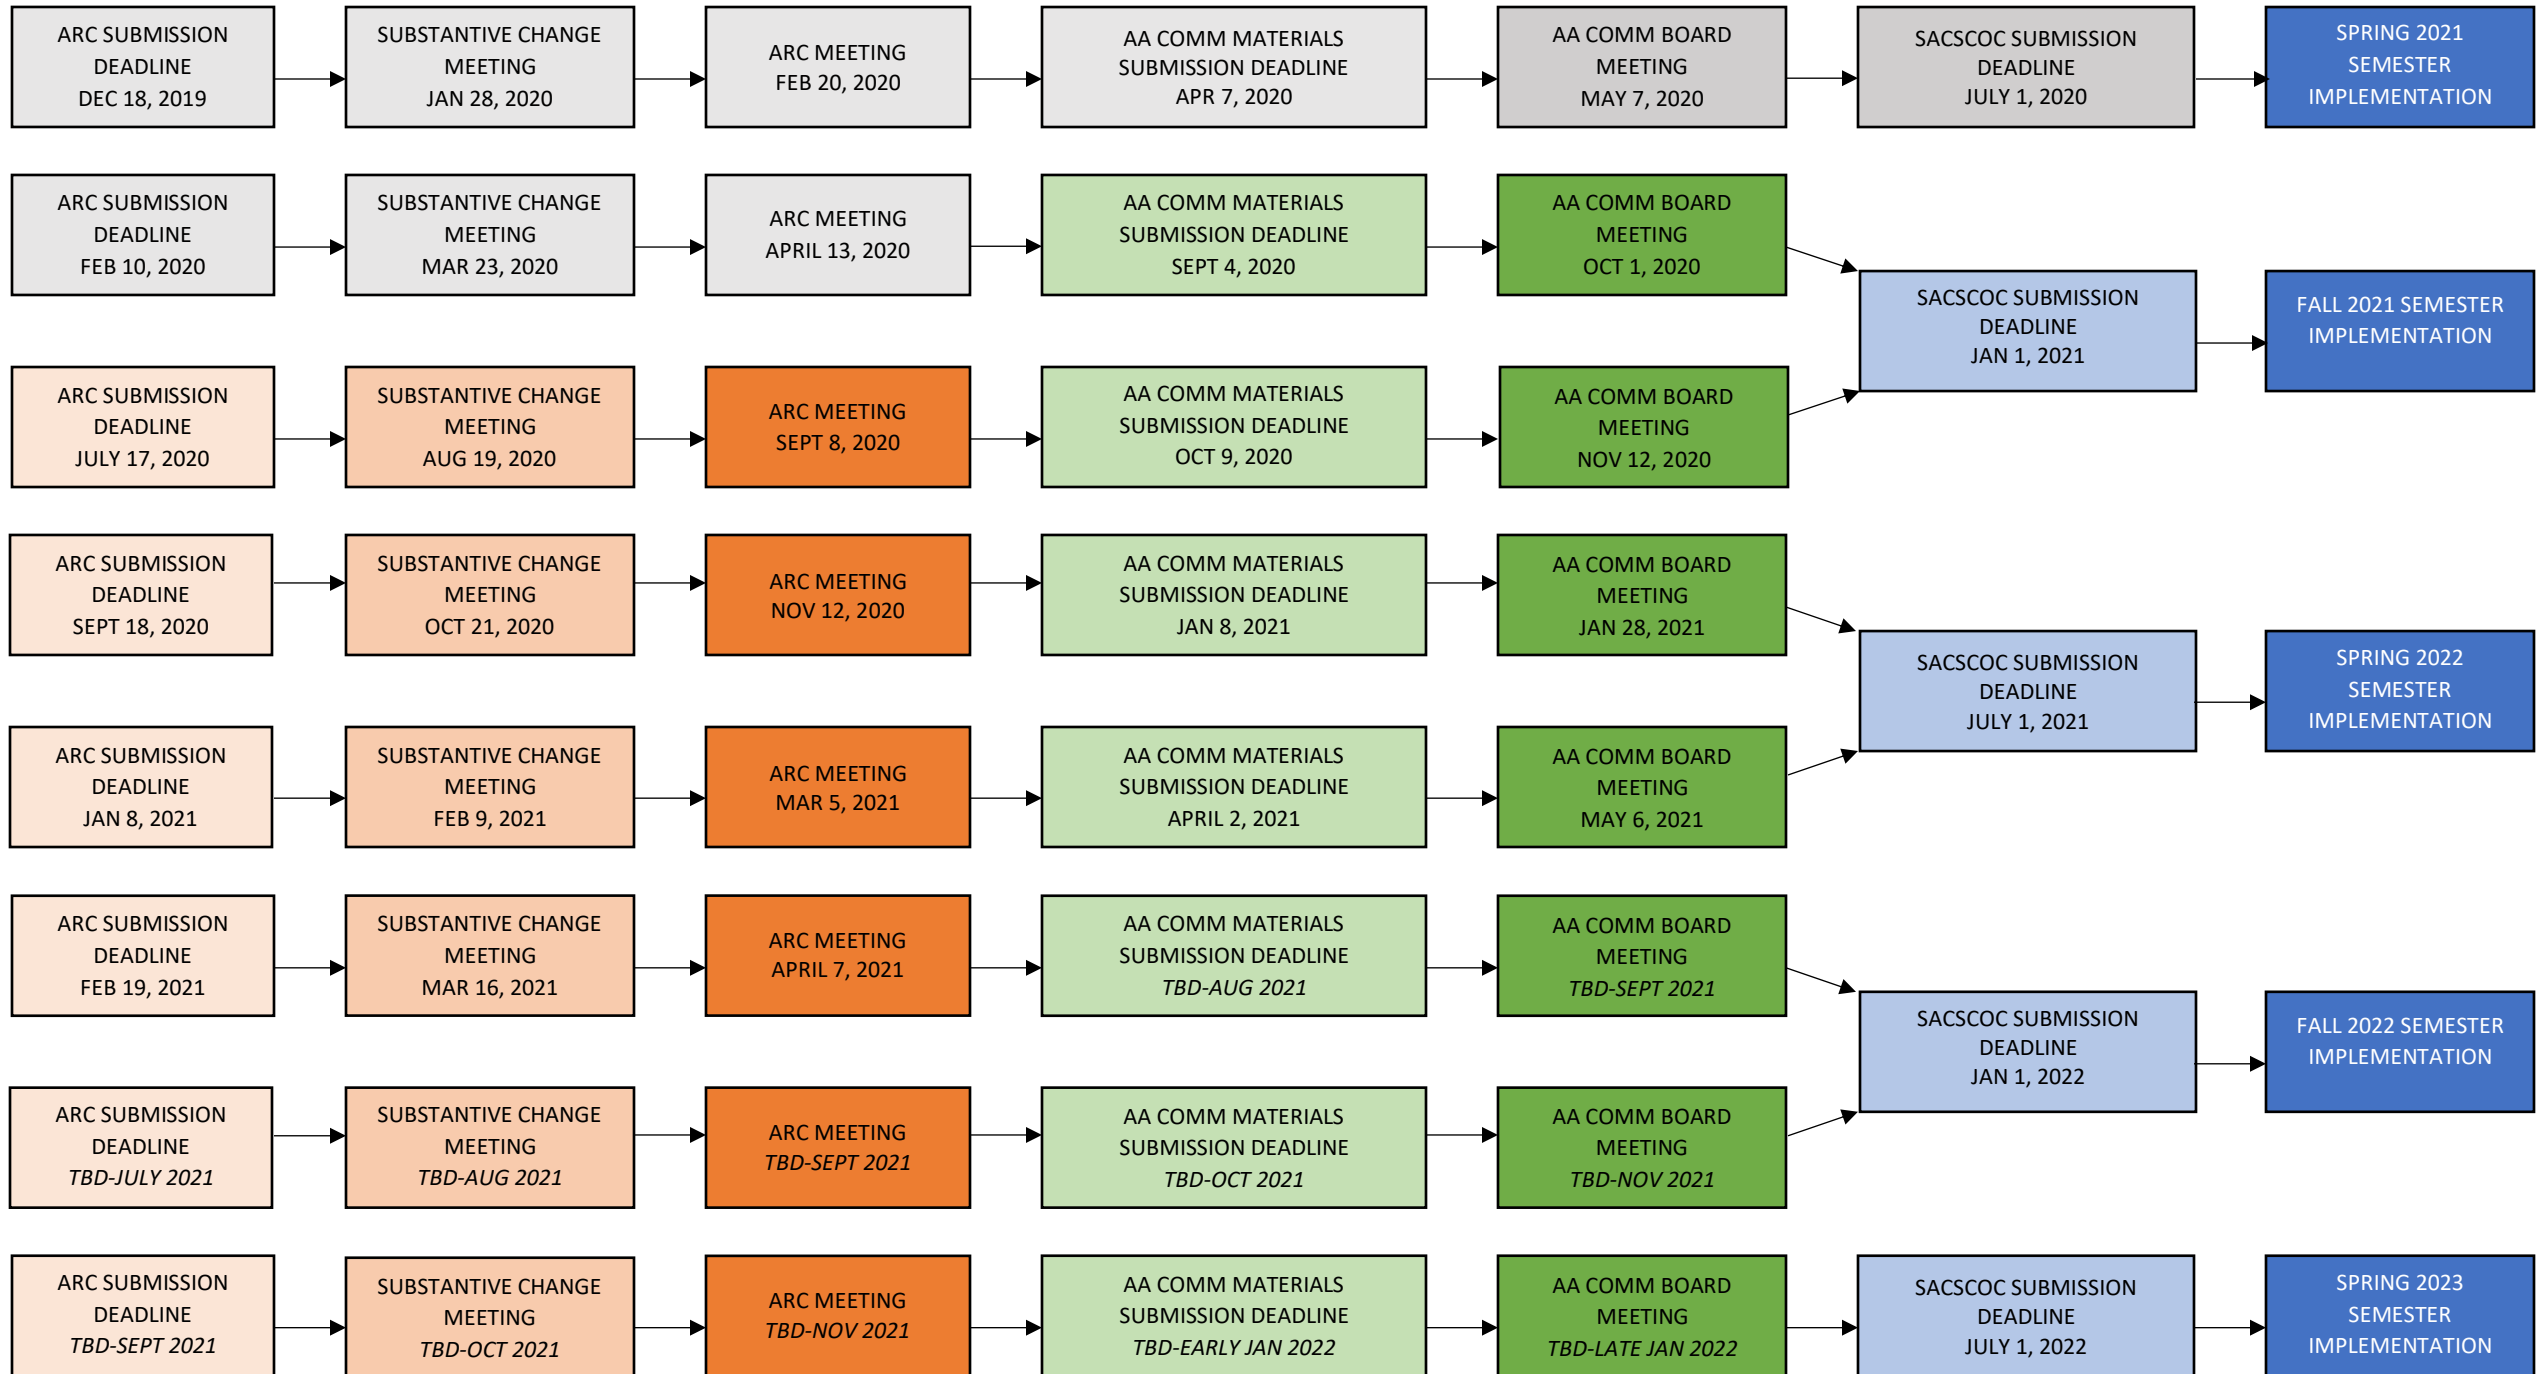 ARC SUBMISSION
DEADLINE
DEC 18, 2019
SUBSTANTIVE CHANGE
MEETING
JAN 28, 2020
ARC MEETING
FEB 20, 2020
AA COMM MATERIALS
SUBMISSION DEADLINE
APR 7, 2020
AA COMM BOARD
MEETING
MAY 7, 2020
SACSCOC SUBMISSION
DEADLINE
JULY 1, 2020
SPRING 2021
SEMESTER
IMPLEMENTATION
ARC SUBMISSION
DEADLINE
FEB 10, 2020
SUBSTANTIVE CHANGE
MEETING
MAR 23, 2020
ARC MEETING
APRIL 13, 2020
AA COMM MATERIALS
SUBMISSION DEADLINE
SEPT 4, 2020
AA COMM BOARD
MEETING
OCT 1, 2020
SACSCOC SUBMISSION
DEADLINE
JAN 1, 2021
FALL 2021 SEMESTER
IMPLEMENTATION
ARC SUBMISSION
DEADLINE
JULY 17, 2020
SUBSTANTIVE CHANGE
MEETING
AUG 19, 2020
ARC MEETING
SEPT 8, 2020
AA COMM MATERIALS
SUBMISSION DEADLINE
OCT 9, 2020
AA COMM BOARD
MEETING
NOV 12, 2020
ARC SUBMISSION
DEADLINE
SEPT 18, 2020
SUBSTANTIVE CHANGE
MEETING
OCT 21, 2020
ARC MEETING
NOV 12, 2020
AA COMM MATERIALS
SUBMISSION DEADLINE
JAN 8, 2021
AA COMM BOARD
MEETING
JAN 28, 2021
SACSCOC SUBMISSION
DEADLINE
JULY 1, 2021
SPRING 2022
SEMESTER
IMPLEMENTATION
ARC SUBMISSION
DEADLINE
JAN 8, 2021
SUBSTANTIVE CHANGE
MEETING
FEB 9, 2021
ARC MEETING
MAR 5, 2021
AA COMM MATERIALS
SUBMISSION DEADLINE
APRIL 2, 2021
AA COMM BOARD
MEETING
MAY 6, 2021
ARC SUBMISSION
DEADLINE
FEB 19, 2021
SUBSTANTIVE CHANGE
MEETING
MAR 16, 2021
ARC MEETING
APRIL 7, 2021
AA COMM MATERIALS
SUBMISSION DEADLINE
TBD-AUG 2021
AA COMM BOARD
MEETING
TBD-SEPT 2021
SACSCOC SUBMISSION
DEADLINE
JAN 1, 2022
FALL 2022 SEMESTER
IMPLEMENTATION
ARC SUBMISSION
DEADLINE
TBD-JULY 2021
SUBSTANTIVE CHANGE
MEETING
TBD-AUG 2021
ARC MEETING
TBD-SEPT 2021
AA COMM MATERIALS
SUBMISSION DEADLINE
TBD-OCT 2021
AA COMM BOARD
MEETING
TBD-NOV 2021
ARC SUBMISSION
DEADLINE
TBD-SEPT 2021
SUBSTANTIVE CHANGE
MEETING
TBD-OCT 2021
ARC MEETING
TBD-NOV 2021
AA COMM MATERIALS
SUBMISSION DEADLINE
TBD-EARLY JAN 2022
AA COMM BOARD
MEETING
TBD-LATE JAN 2022
SACSCOC SUBMISSION
DEADLINE
JULY 1, 2022
SPRING 2023
SEMESTER
IMPLEMENTATION